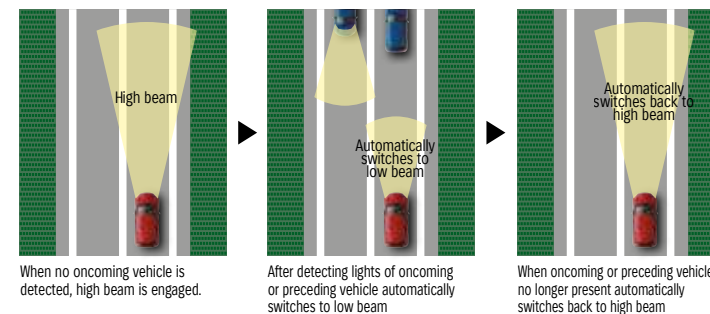 High beam
When no oncoming vehicle is
detected, high beam is engaged.
Automatically
switches to
low beam
After detecting lights of oncoming
or preceding vehicle automatically
switches to low beam
Automatically
switches back to
high beam
When oncoming or preceding vehicle
no longer present automatically
switches back to high beam